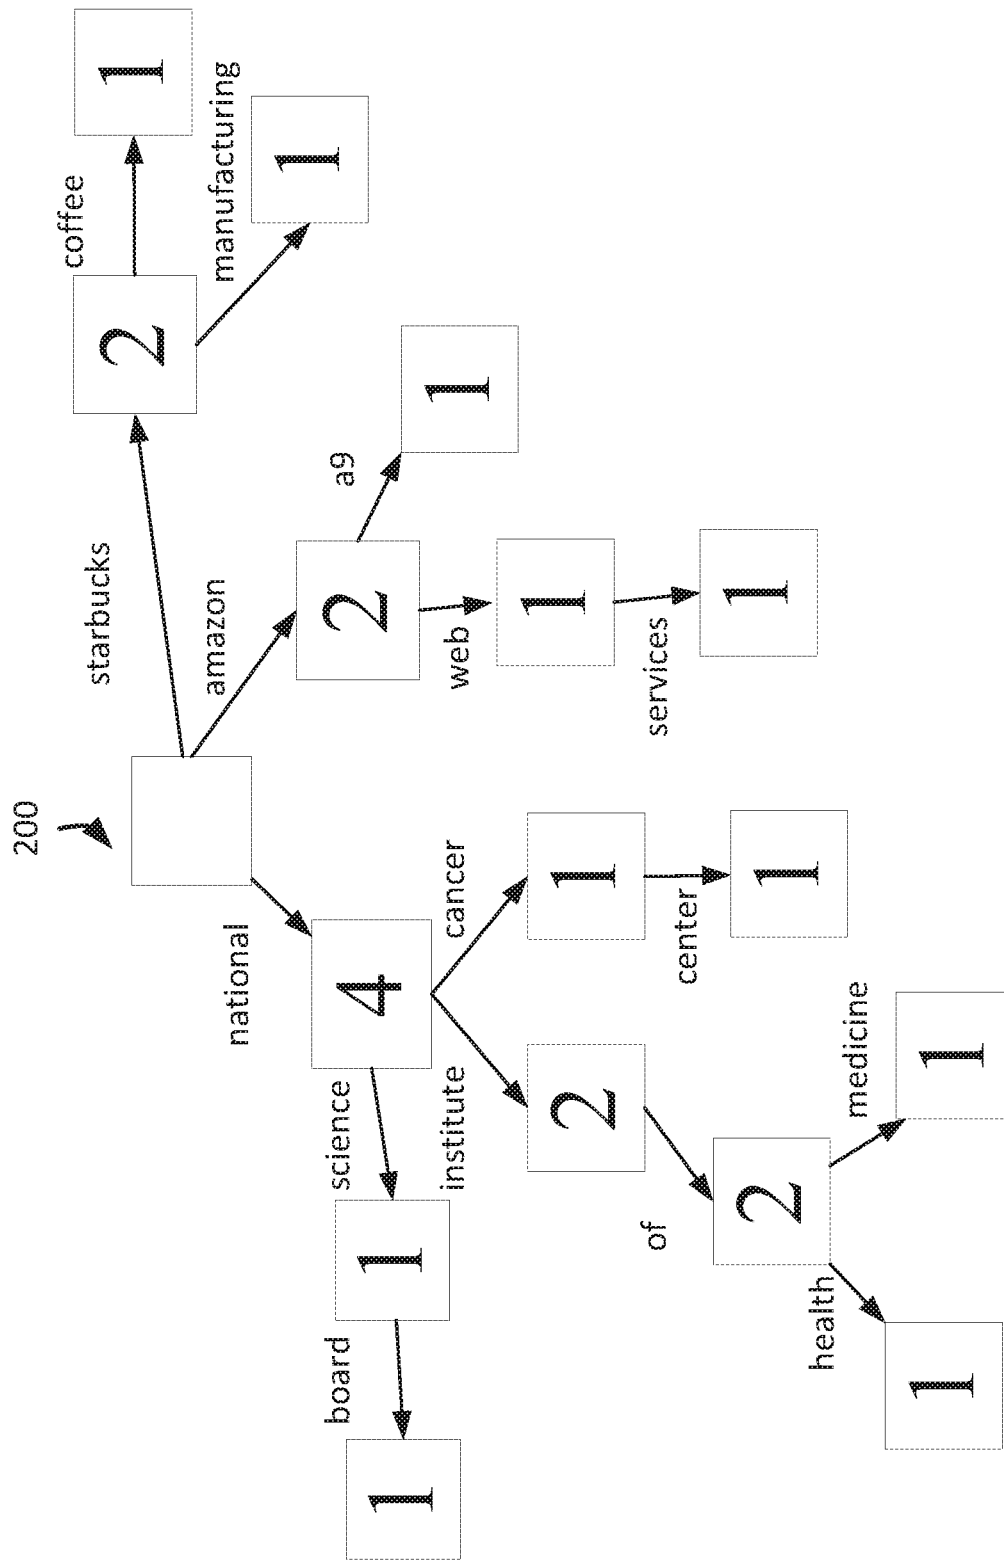 200
starbucks
coffee
1
2
manufacturing
1
amazon
2
a9
1
web
1
services
1
national
4
cancer
1
center
1
institute
2
of
2
medicine
1
health
1
science
1
board
1